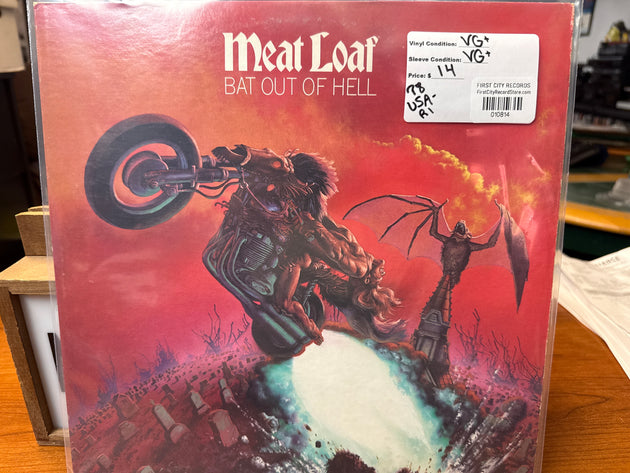 Meat Loaf
BAT OUT OF HELL
Vinyl Condition: VG+
Sleeve Condition: VG+
Price: $ 14
78
USA-
RI
FIRST CITY RECORDS
FirstCityRecordStore.com
010814